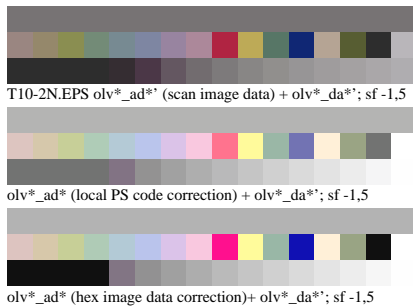 T10-2N.EPS olv*_ad*’ (scan image data) + olv*_da*’; sf -1,5
olv*_ad* (local PS code correction) + olv*_da*’; sf -1,5
olv*_ad* (hex image data correction)+ olv*_da*’; sf -1,5